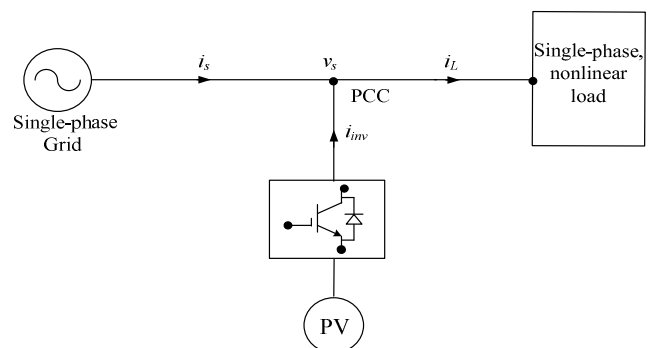 i_s
v_s
i_L
Single-phase,
nonlinear
load
PCC
Single-phase
Grid
i_inv
PV